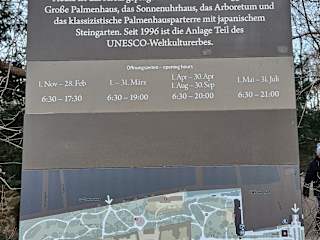 Große Palmenhaus, das Sonnenuhrhaus, das Arboretum und
das klassizistische Palmenhausparterre mit japanischem
Steingarten. Seit 1996 ist die Anlage Teil des
UNESCO-Weltkulturerbes.
Öffnungszeiten – opening hours
1. Nov – 28. Feb
6:30 – 17:30
1. – 31. März
6:30 – 19:00
1. Apr – 30. Apr
1. Aug – 30. Sep
6:30 – 20:00
1. Mai – 31. Juli
6:30 – 21:00